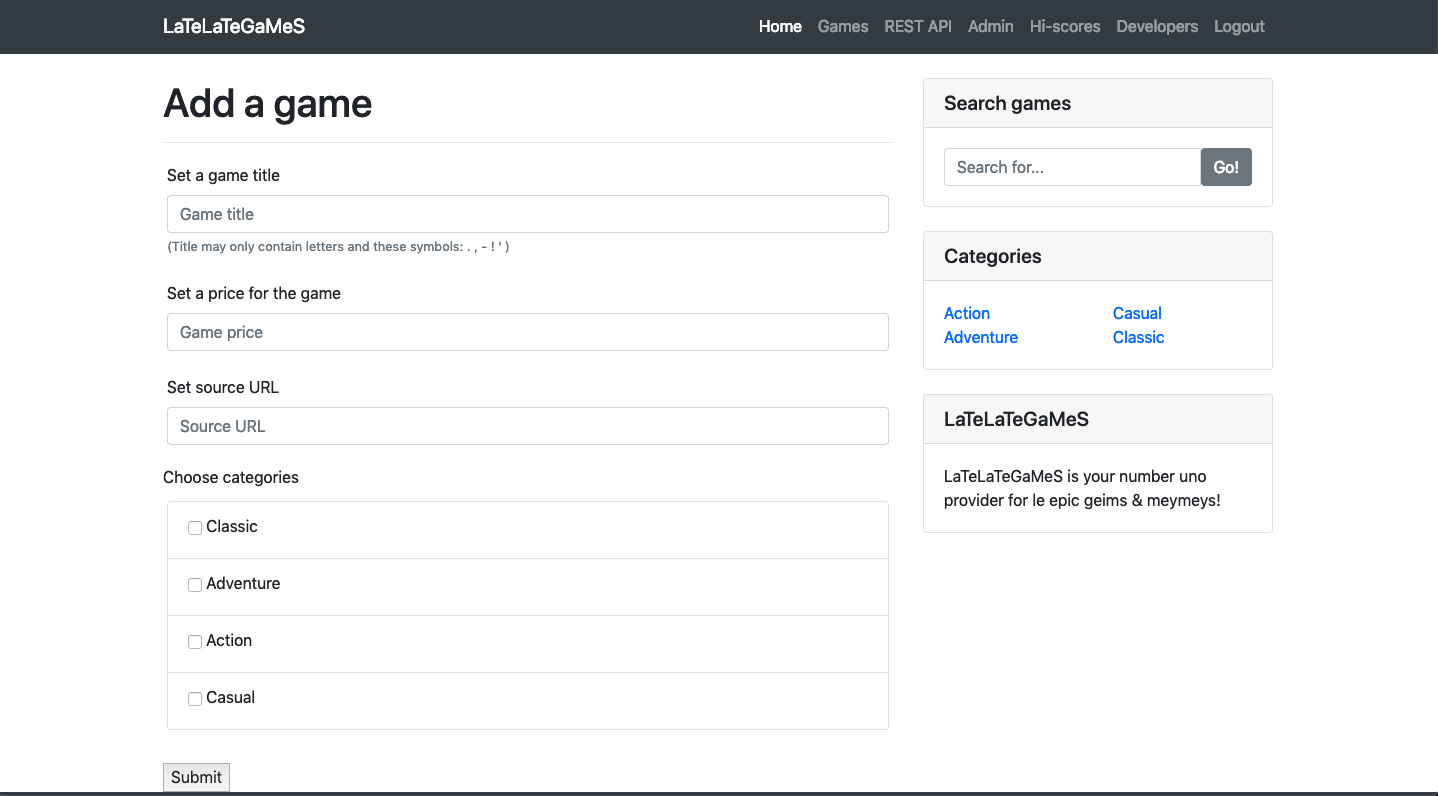 LaTeLaTeGaMeS
Home Games REST API Admin Hi-scores Developers Logout
Add a game
Set a game title
Game title
(Title may only contain letters and these symbols: . , - ! ' )
Set a price for the game
Game price
Set source URL
Source URL
Choose categories
Classic
Adventure
Action
Casual
Submit
Search games
Search for... Go!
Categories
Action Casual
Adventure Classic
LaTeLaTeGaMeS
LaTeLaTeGaMeS is your number uno
provider for le epic geims & meymeys!